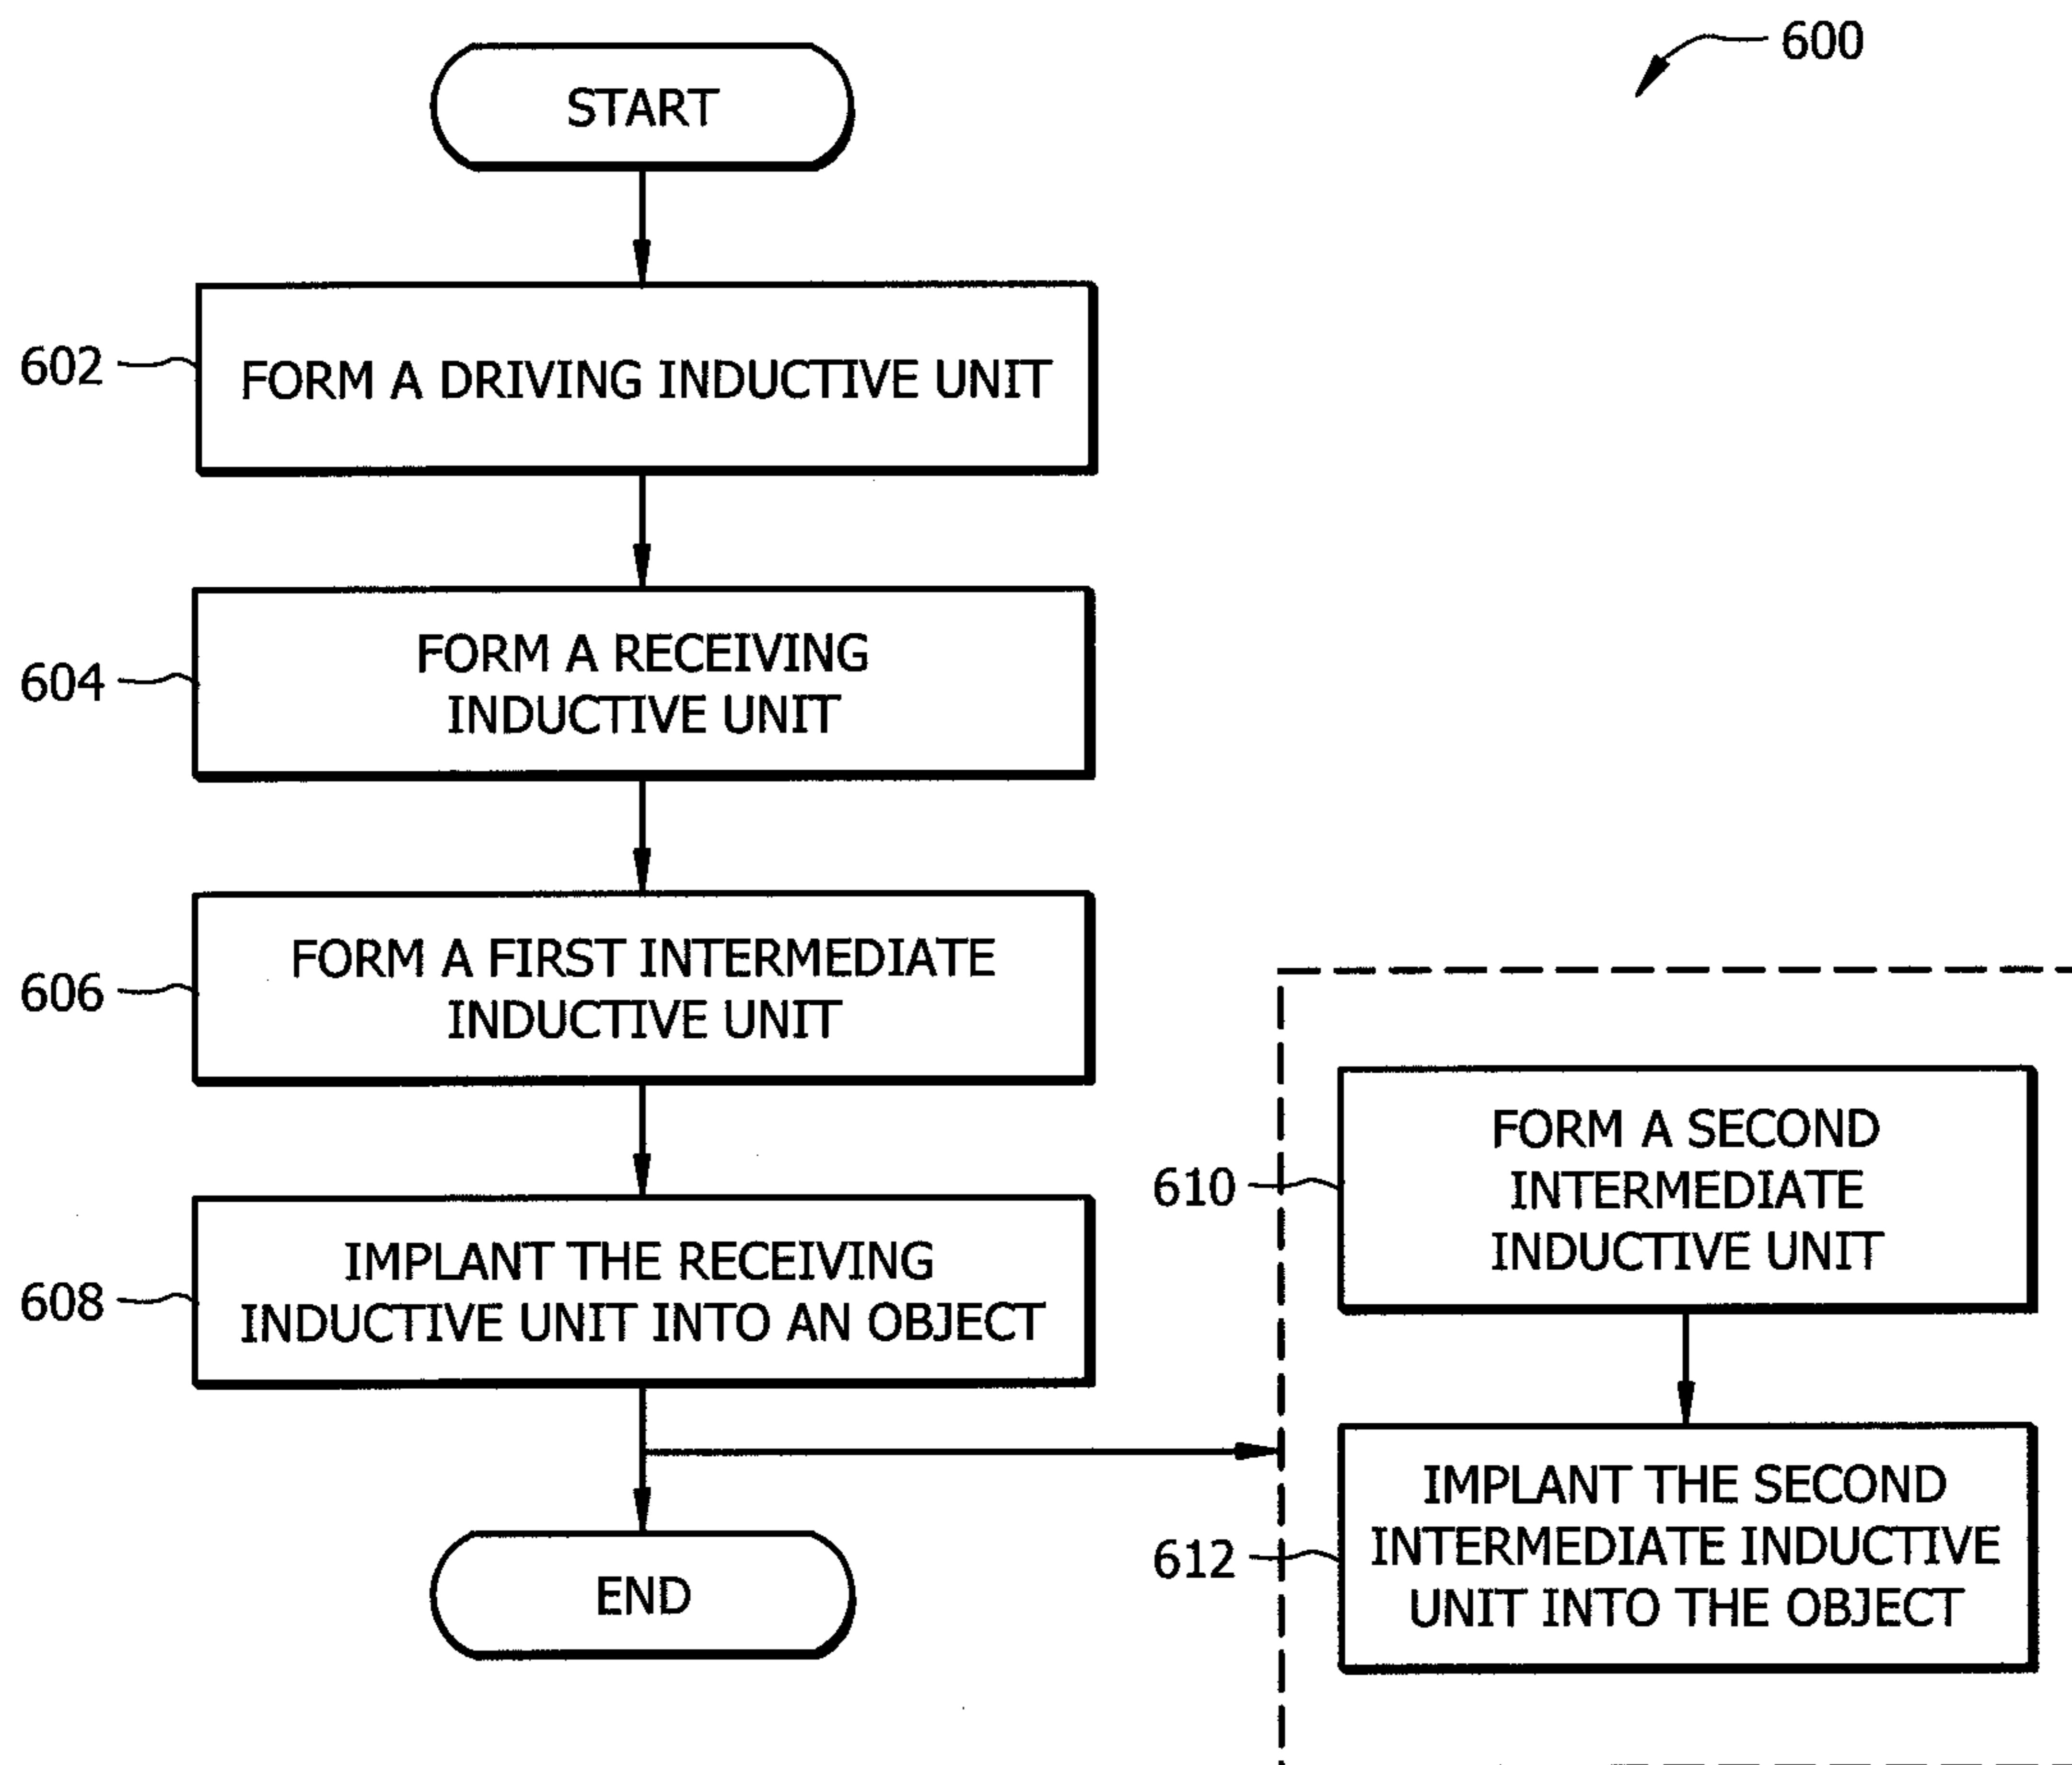 600
START
602
FORM A DRIVING INDUCTIVE UNIT
604
FORM A RECEIVING
INDUCTIVE UNIT
606
FORM A FIRST INTERMEDIATE
INDUCTIVE UNIT
608
IMPLANT THE RECEIVING
INDUCTIVE UNIT INTO AN OBJECT
END
610
FORM A SECOND
INTERMEDIATE
INDUCTIVE UNIT
612
IMPLANT THE SECOND
INTERMEDIATE INDUCTIVE
UNIT INTO THE OBJECT